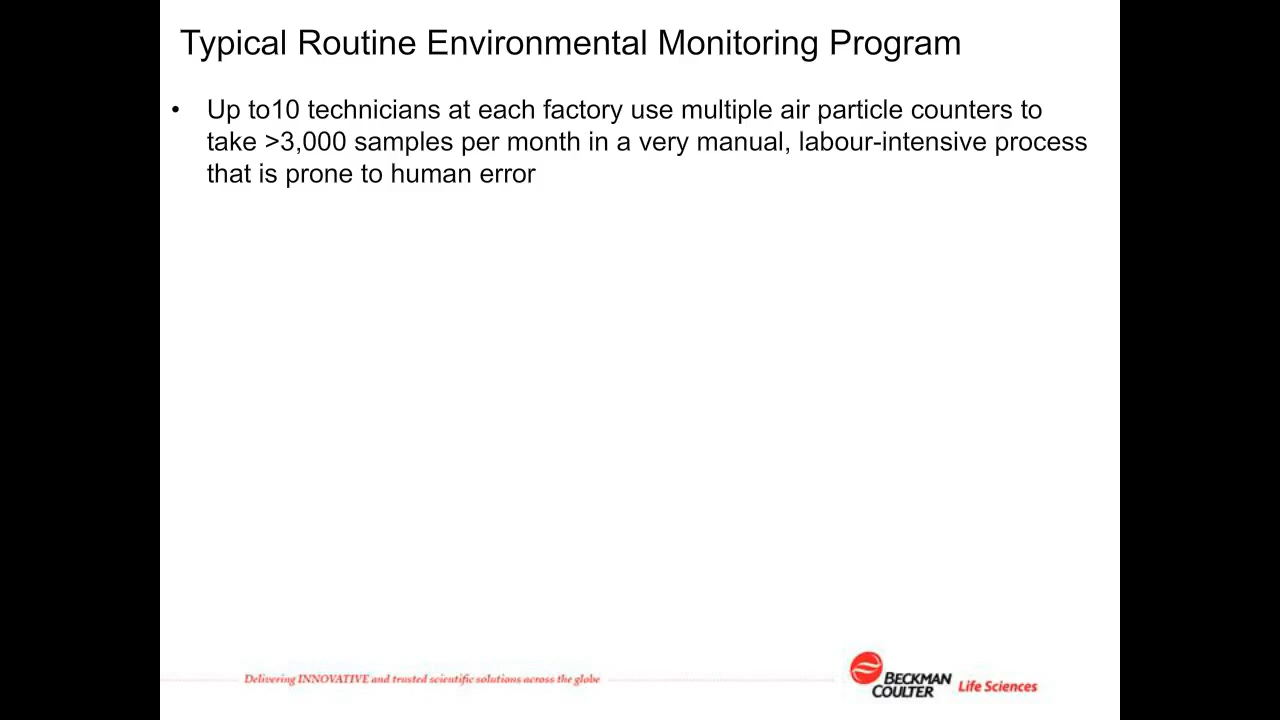 Typical Routine Environmental Monitoring Program
• Up to10 technicians at each factory use multiple air particle counters to
take >3,000 samples per month in a very manual, labour-intensive process
that is prone to human error
Delivering INNOVATIVE and trusted scientific solutions across the globe
BECKMAN
COULTER
Life Sciences